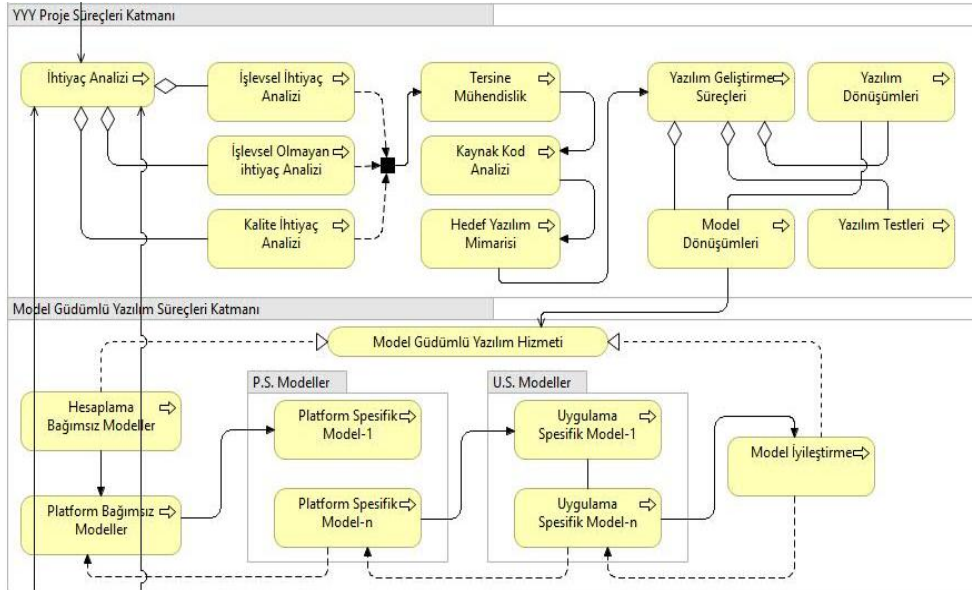 YYY Proje Süreçleri Katmanı
İhtiyaç Analizi
İşlevsel İhtiyaç
Analizi
İşlevsel Olmayan
ihtiyaç Analizi
Kalite İhtiyaç
Analizi
Tersine
Mühendislik
Kaynak Kod
Analizi
Hedef Yazılım
Mimarisi
Yazılım Geliştirme
Süreçleri
Yazılım
Dönüşümleri
Model
Dönüşümleri
Yazılım Testleri
Model Güdümlü Yazılım Süreçleri Katmanı
Model Güdümlü Yazılım Hizmeti
Hesaplama
Bağımsız Modeller
Platform Bağımsız
Modeller
P.S. Modeller
Platform Spesifik
Model-1
Platform Spesifik
Model-n
U.S. Modeller
Uygulama
Spesifik Model-1
Uygulama
Spesifik Model-n
Model İyileştirme